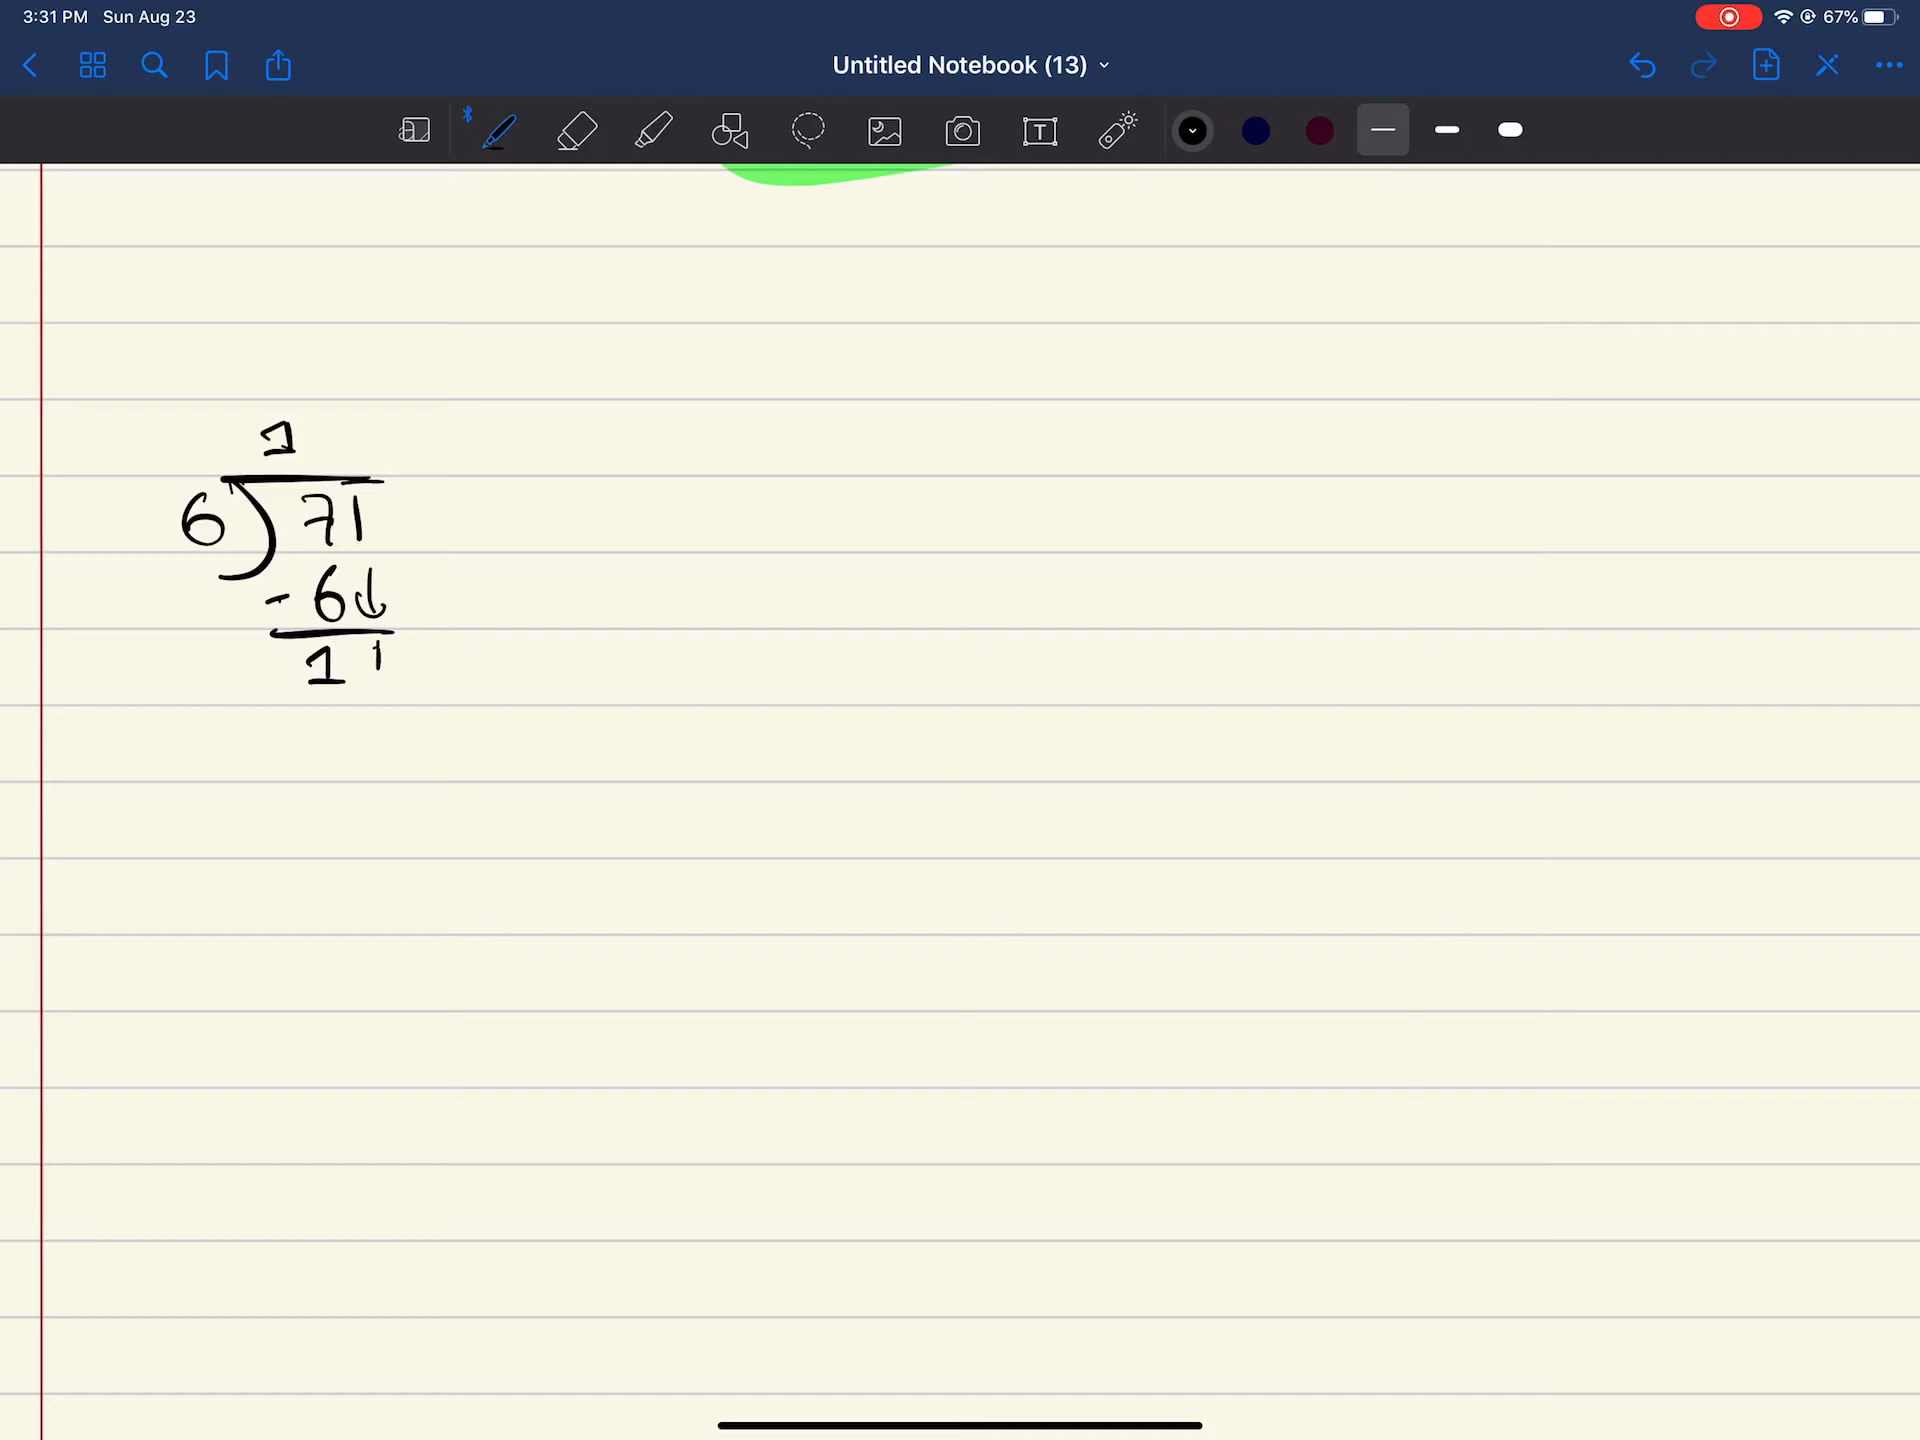 3:31 PM Sun Aug 23 67%
Untitled Notebook (13)
1
6 71
- 6↓
1 1